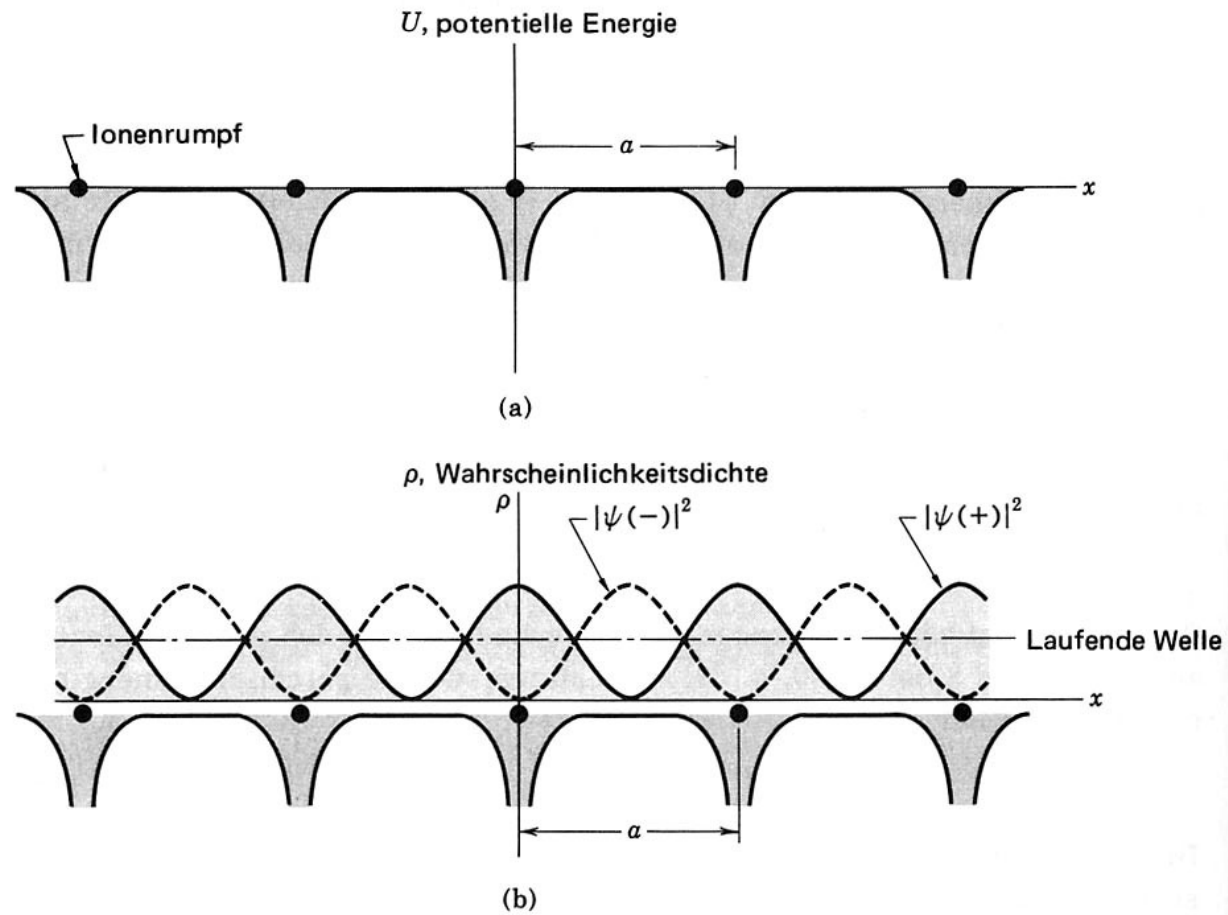 U, potentielle Energie
Ionenrumpf
a
x
(a)
ρ, Wahrscheinlichkeitsdichte
ρ
|ψ(−)|²
|ψ(+)|²
Laufende Welle
x
a
(b)